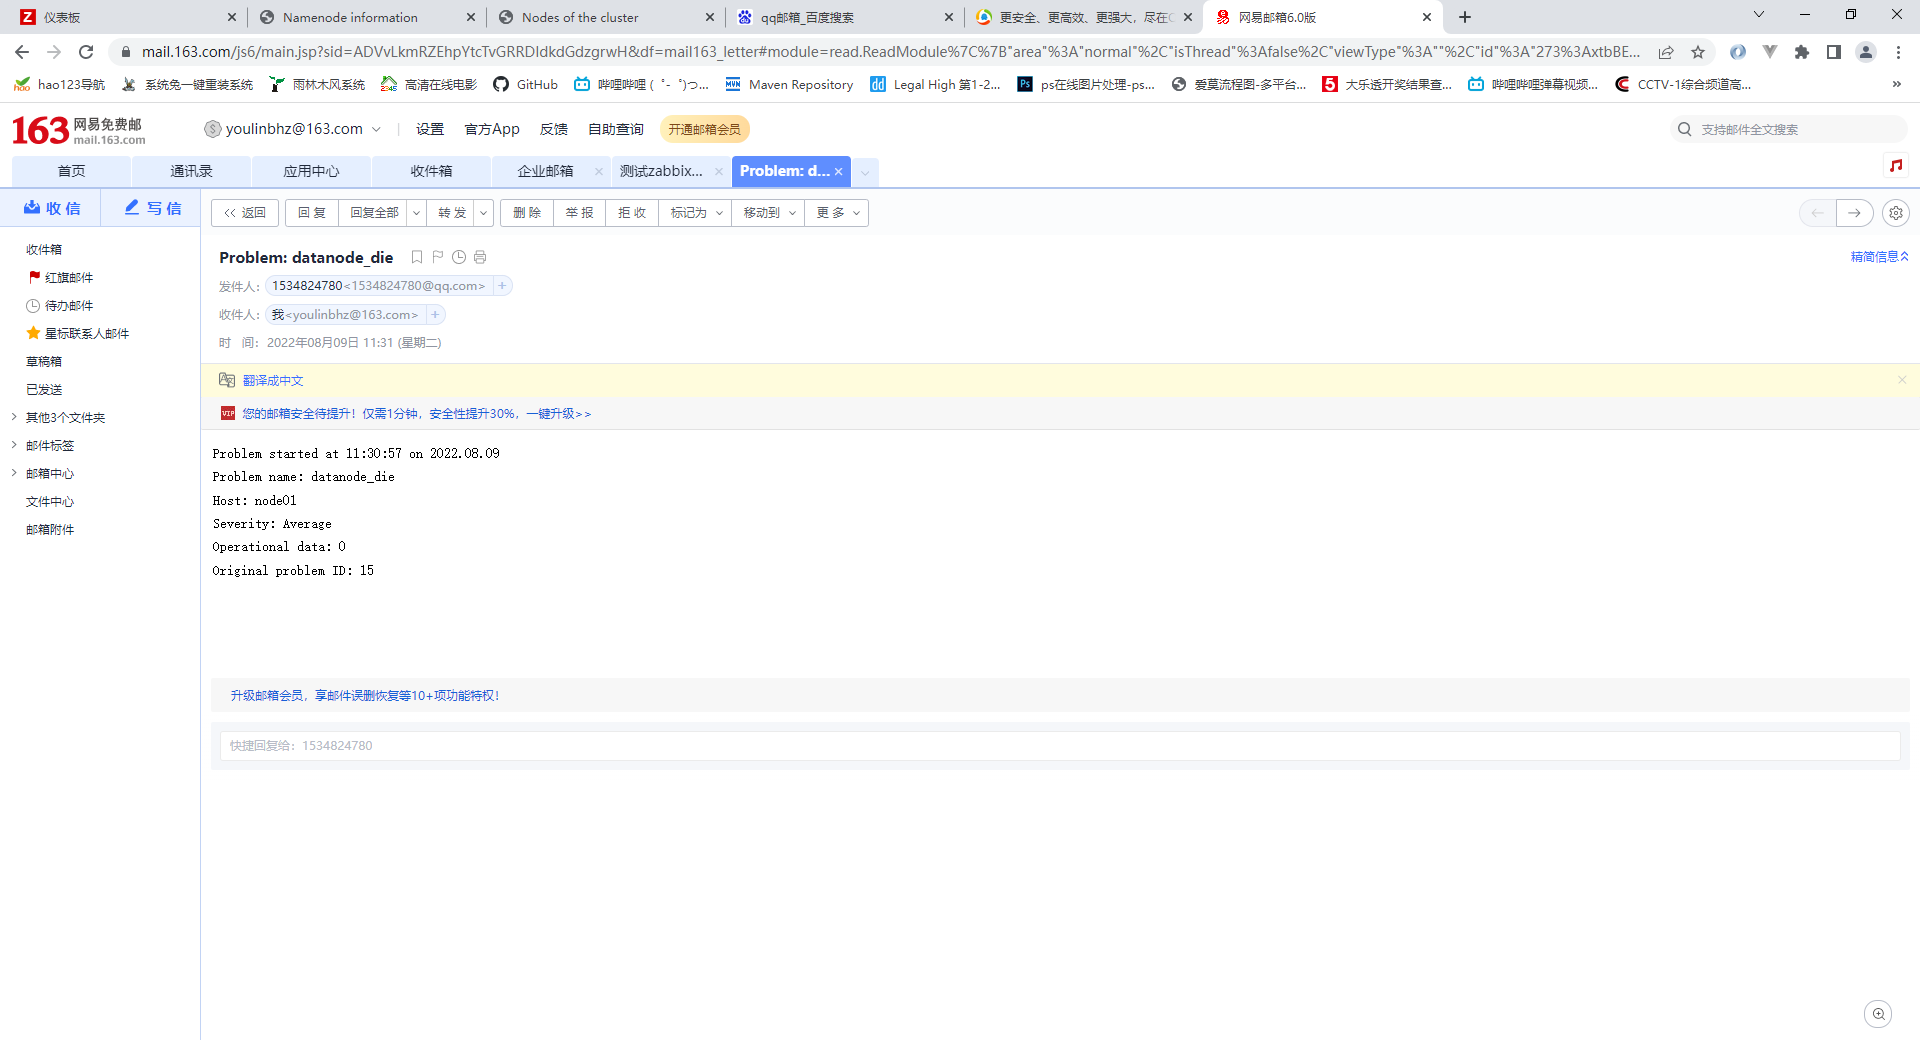 仪表板
Namenode information
Nodes of the cluster
qq邮箱_百度搜索
更安全、更高效、更强大，尽在C
网易邮箱6.0版
mail.163.com/js6/main.jsp?sid=ADVvLkmRZEhpYtcTvGRRDIdkdGdzgrwH&df=mail163_letter#module=read.ReadModule%7C%7B"area"%3A"normal"%2C"isThread"%3Afalse%2C"viewType"%3A""%2C"id"%3A"273%3AxtbBE...
hao123导航
系统兔一键重装系统
雨林木风系统
高清在线电影
GitHub
哔哩哔哩 ( ゜- ゜)つ...
Maven Repository
Legal High 第1-2...
ps在线图片处理-ps...
爱莫流程图-多平台...
大乐透开奖结果查...
哔哩哔哩弹幕视频...
CCTV-1综合频道高...
163 网易免费邮
mail.163.com
youlinbhz@163.com
设置
官方App
反馈
自助查询
开通邮箱会员
支持邮件全文搜索
首页
通讯录
应用中心
收件箱
企业邮箱
测试zabbix...
Problem: d...
收 信
写 信
<< 返回
回 复
回复全部
转 发
删 除
举 报
拒 收
标记为
移动到
更 多
收件箱
红旗邮件
待办邮件
星标联系人邮件
草稿箱
已发送
其他3个文件夹
邮件标签
邮箱中心
文件中心
邮箱附件
Problem: datanode_die
精简信息
发件人：1534824780<1534824780@qq.com> +
收件人：我<youlinbhz@163.com> +
时 间：2022年08月09日 11:31 (星期二)
翻译成中文
VIP 您的邮箱安全待提升！仅需1分钟，安全性提升30%，一键升级>>
Problem started at 11:30:57 on 2022.08.09
Problem name: datanode_die
Host: node01
Severity: Average
Operational data: 0
Original problem ID: 15
升级邮箱会员，享邮件误删恢复等10+项功能特权！
快捷回复给：1534824780